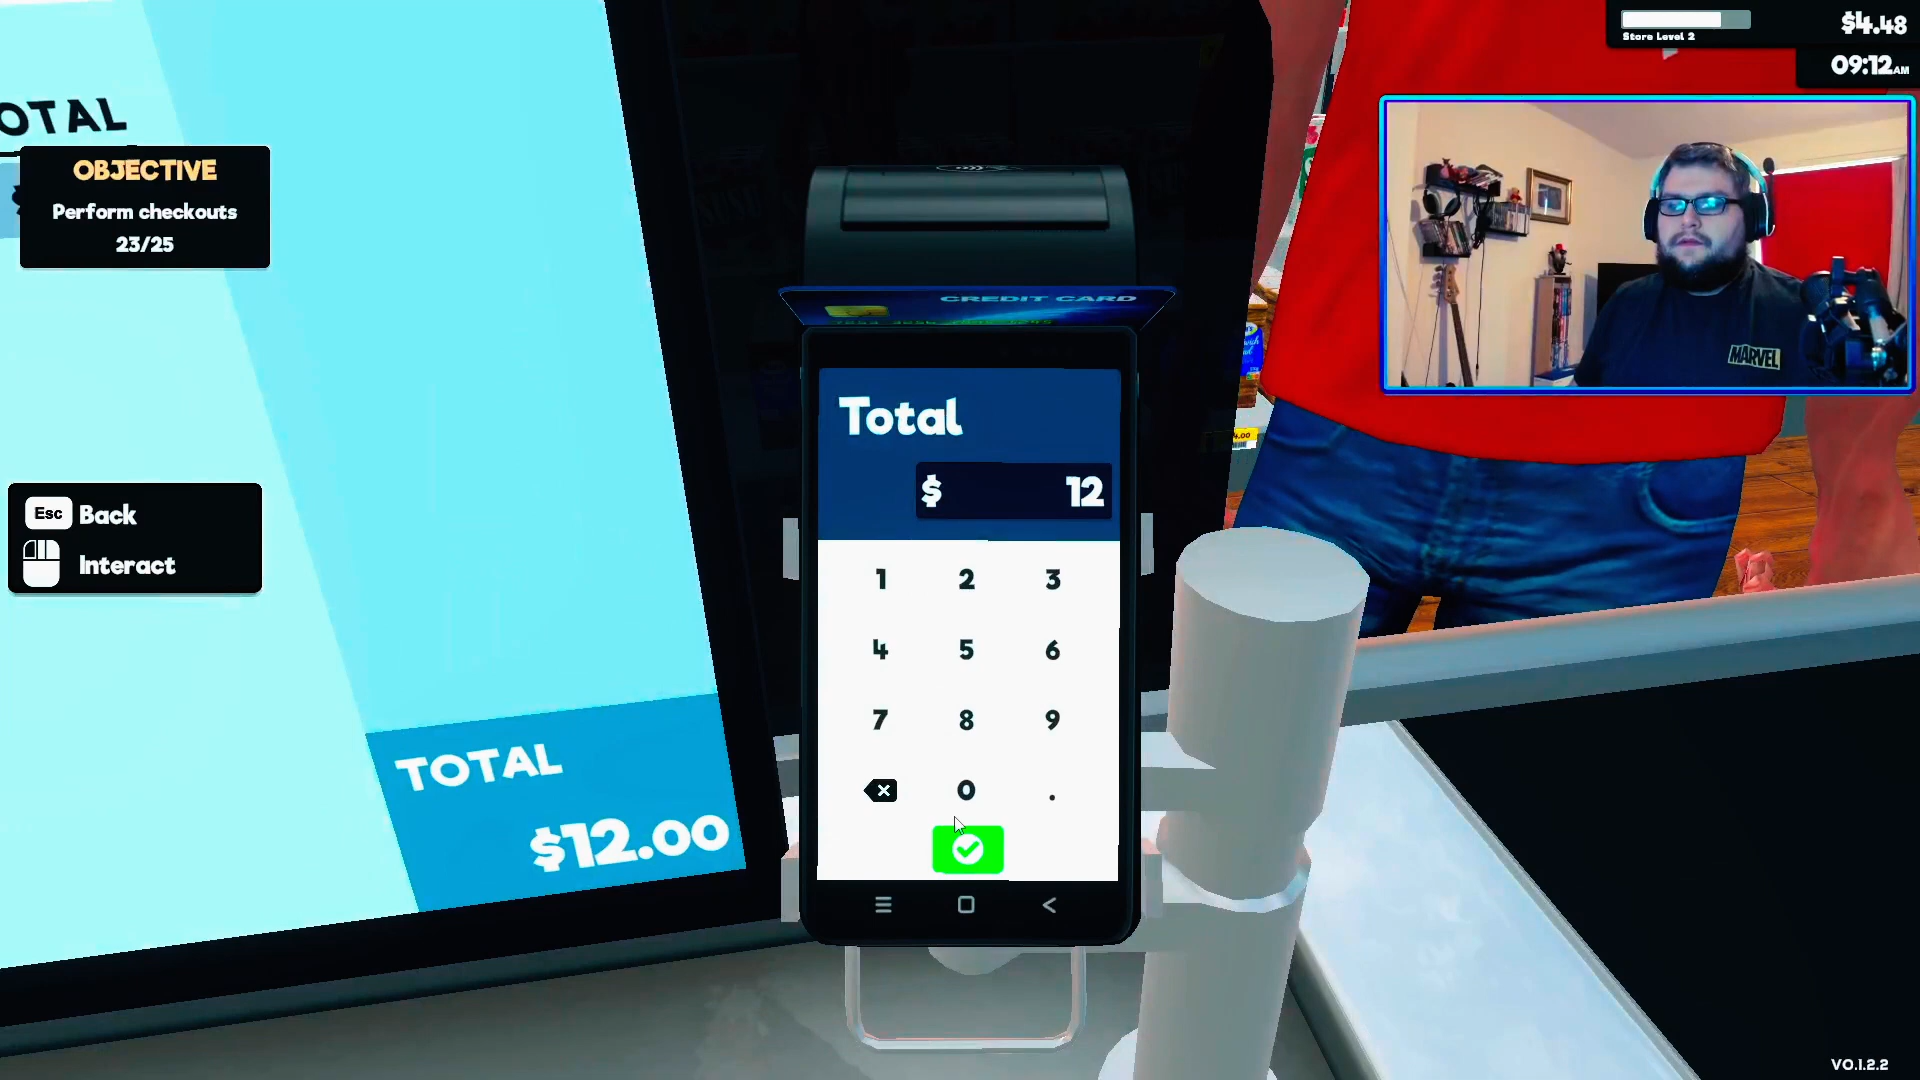 OTAL
OBJECTIVE
Perform checkouts
23/25
Esc Back
Interact
TOTAL
$12.00
CREDIT CARD
Total
$ 12
1 2 3
4 5 6
7 8 9
0 .
$4.48
Store Level 2
09:12AM
MARVEL
V0.1.2.2